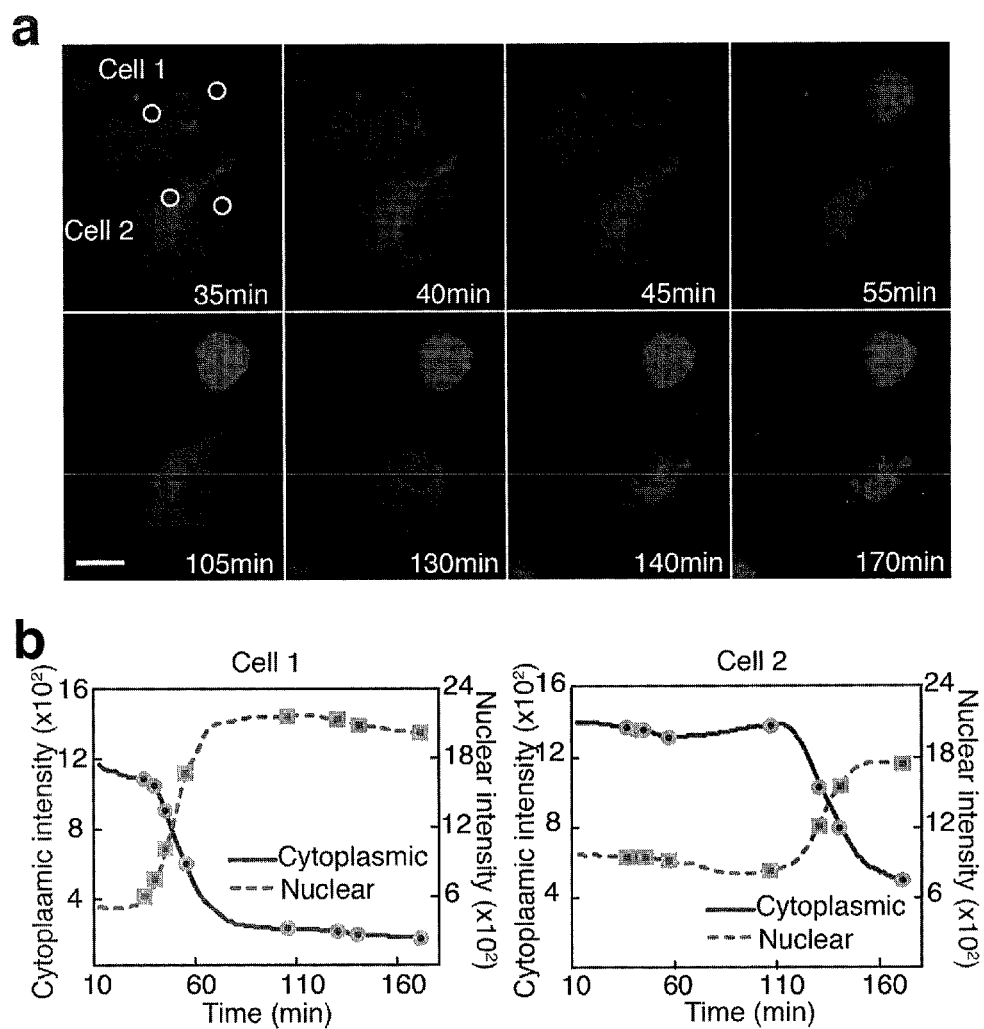 a
Cell 1
Cell 2
35min
40min
45min
55min
105min
130min
140min
170min
b
Cell 1
Cytoplaamic intensity (x10²)
16
12
8
4
24
18
12
6
Nuclear intensity (x10²)
Cytoplasmic
Nuclear
10
60
110
160
Time (min)
Cell 2
Cytoplaamic intensity (x10²)
16
12
8
4
24
18
12
6
Nuclear intensity (x10²)
Cytoplasmic
Nuclear
10
60
110
160
Time (min)